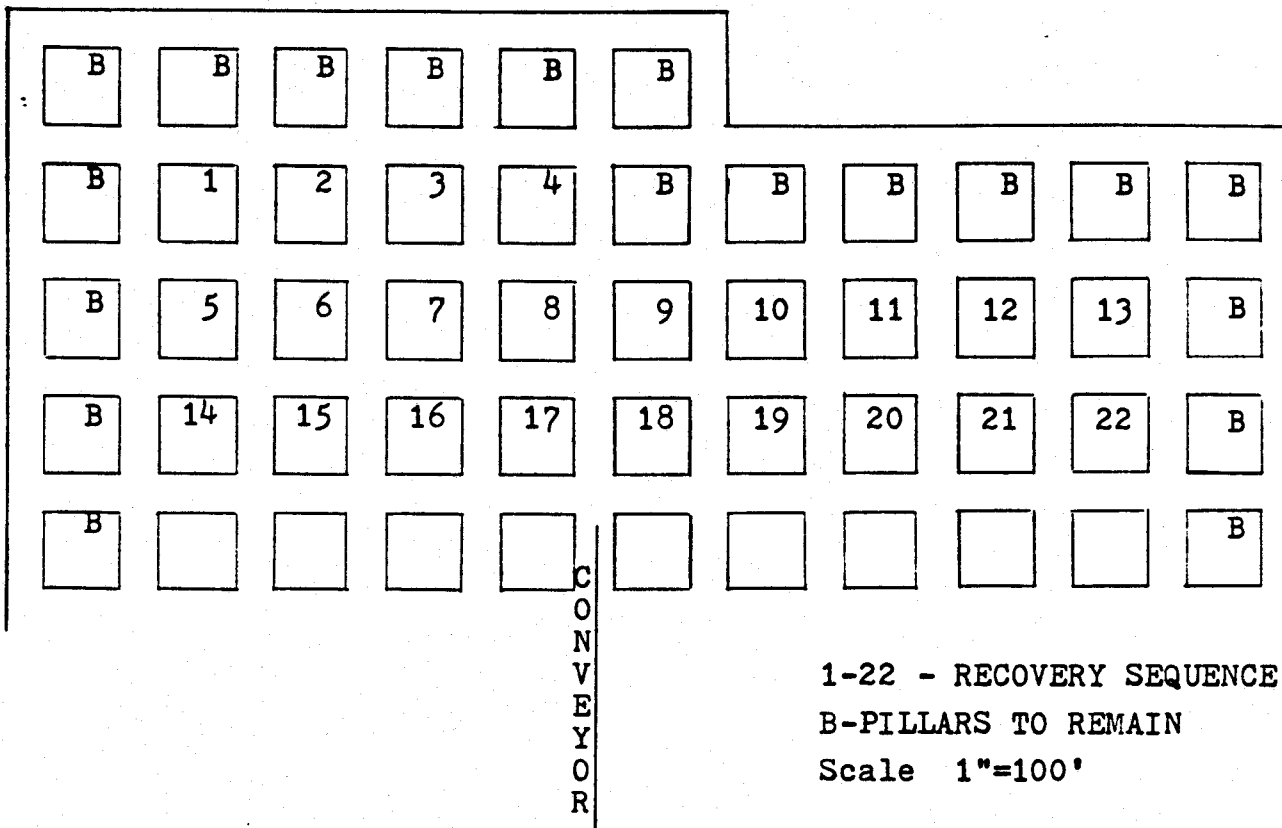 B B B B B B
B 1 2 3 4 B B B B B B
B 5 6 7 8 9 10 11 12 13 B
B 14 15 16 17 18 19 20 21 22 B
B B
CONVEYOR
1-22 - RECOVERY SEQUENCE
B-PILLARS TO REMAIN
Scale 1"=100'